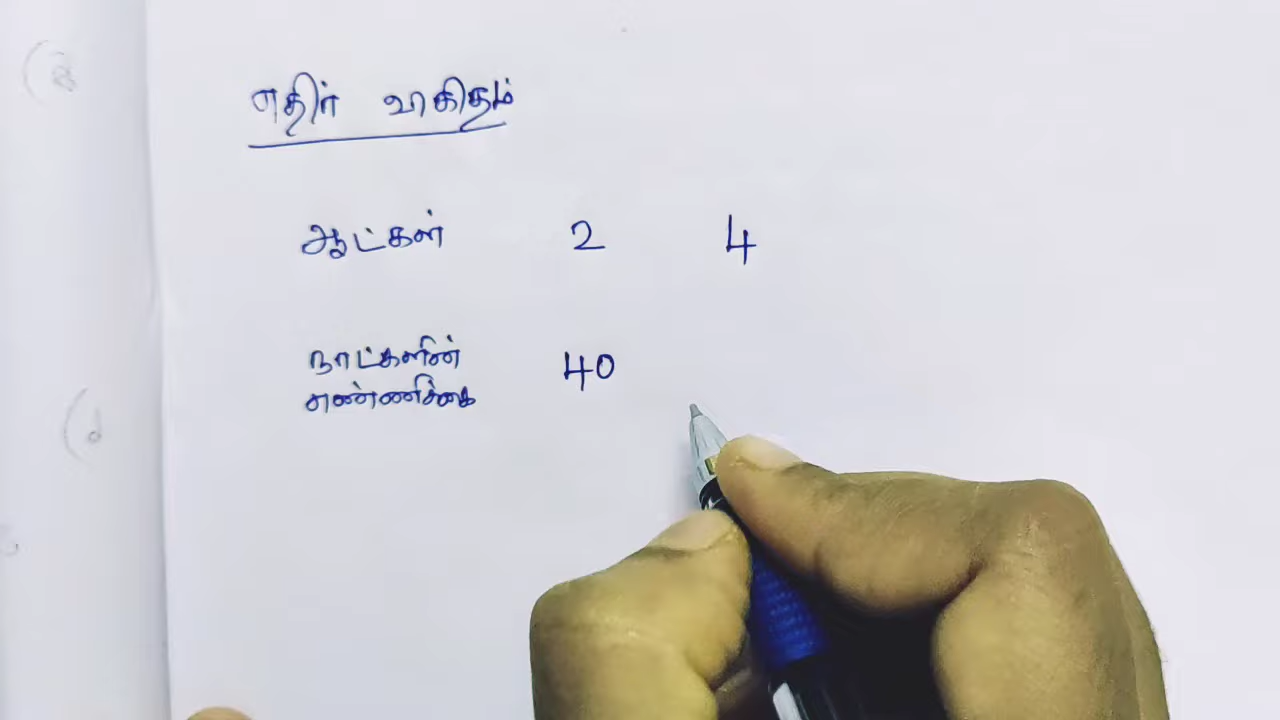 எதிர் விகிதம்
ஆட்கள் 2 4
நாட்களின்
எண்ணிக்கை 40